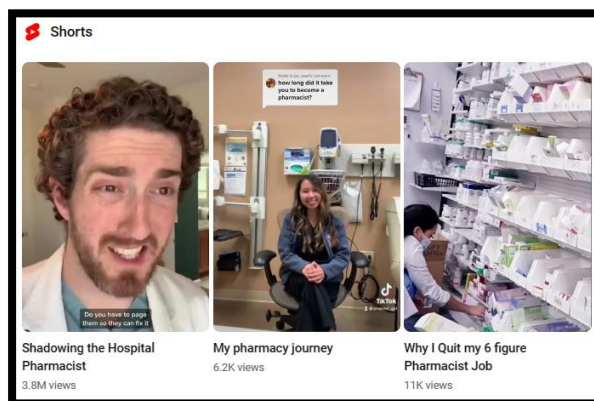 Shorts
Do you have to page
them so they can fix it
how long did it take
you to become a
pharmacist?
TikTok
Shadowing the Hospital
Pharmacist
3.8M views
My pharmacy journey
6.2K views
Why I Quit my 6 figure
Pharmacist Job
11K views